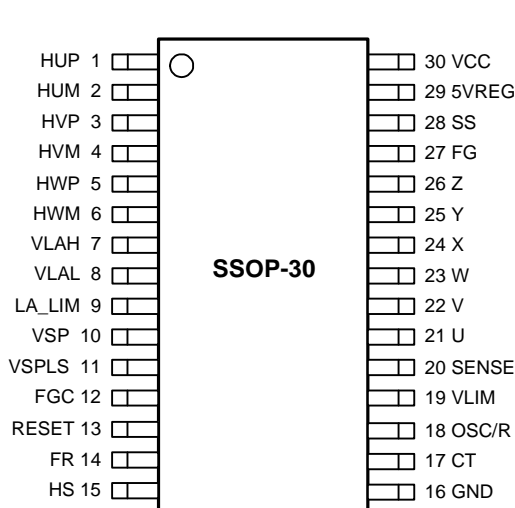 HUP 1
HUM 2
HVP 3
HVM 4
HWP 5
HWM 6
VLAH 7
VLAL 8
LA_LIM 9
VSP 10
VSPLS 11
FGC 12
RESET 13
FR 14
HS 15
SSOP-30
30 VCC
29 5VREG
28 SS
27 FG
26 Z
25 Y
24 X
23 W
22 V
21 U
20 SENSE
19 VLIM
18 OSC/R
17 CT
16 GND